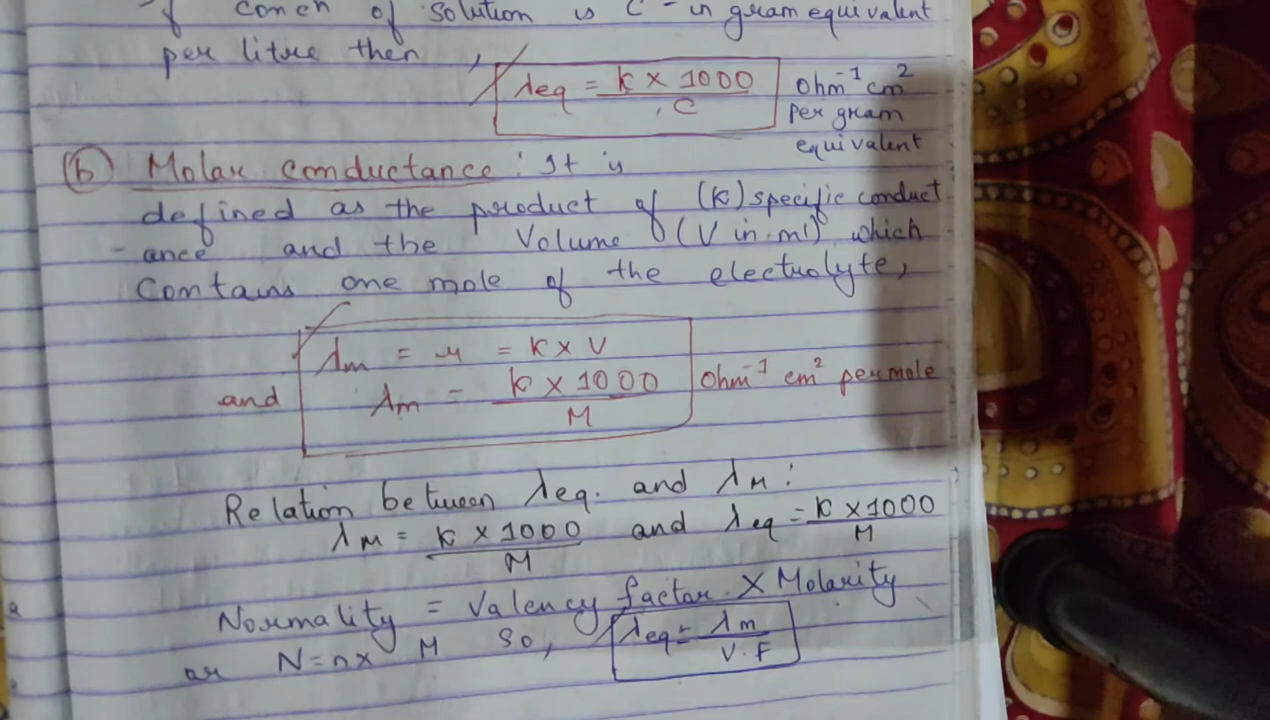 If concn of solution is C - in gram equivalent
per litre then,
λeq = K × 1000 / C ohm⁻¹ cm² per gram equivalent
(b) Molar conductance: It is
defined as the product of (K) specific conduct
-ance and the Volume (V in ml) which
Contains one mole of the electrolyte,
λm = μ = K × V
and λm = K × 1000 / M ohm⁻¹ cm² per mole
Relation between λeq. and λM:
λM = K × 1000 / M and λeq = K × 1000 / M
Normality = Valency factor × Molarity
or N = n× M So, λeq = λm / V.F